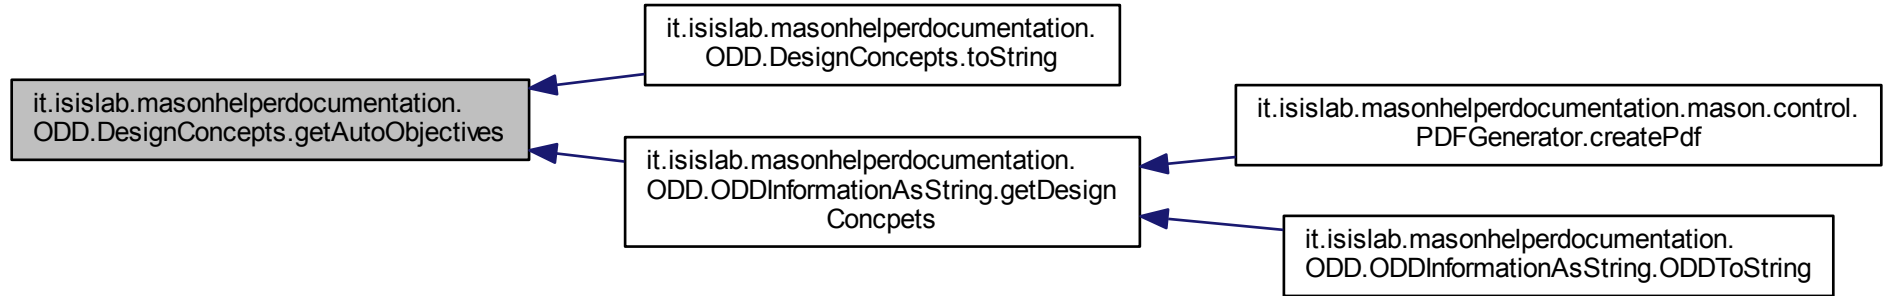 it.isislab.masonhelperdocumentation.
ODD.DesignConcepts.getAutoObjectives
it.isislab.masonhelperdocumentation.
ODD.DesignConcepts.toString
it.isislab.masonhelperdocumentation.
ODD.ODDInformationAsString.getDesign
Concpets
it.isislab.masonhelperdocumentation.mason.control.
PDFGenerator.createPdf
it.isislab.masonhelperdocumentation.
ODD.ODDInformationAsString.ODDToString